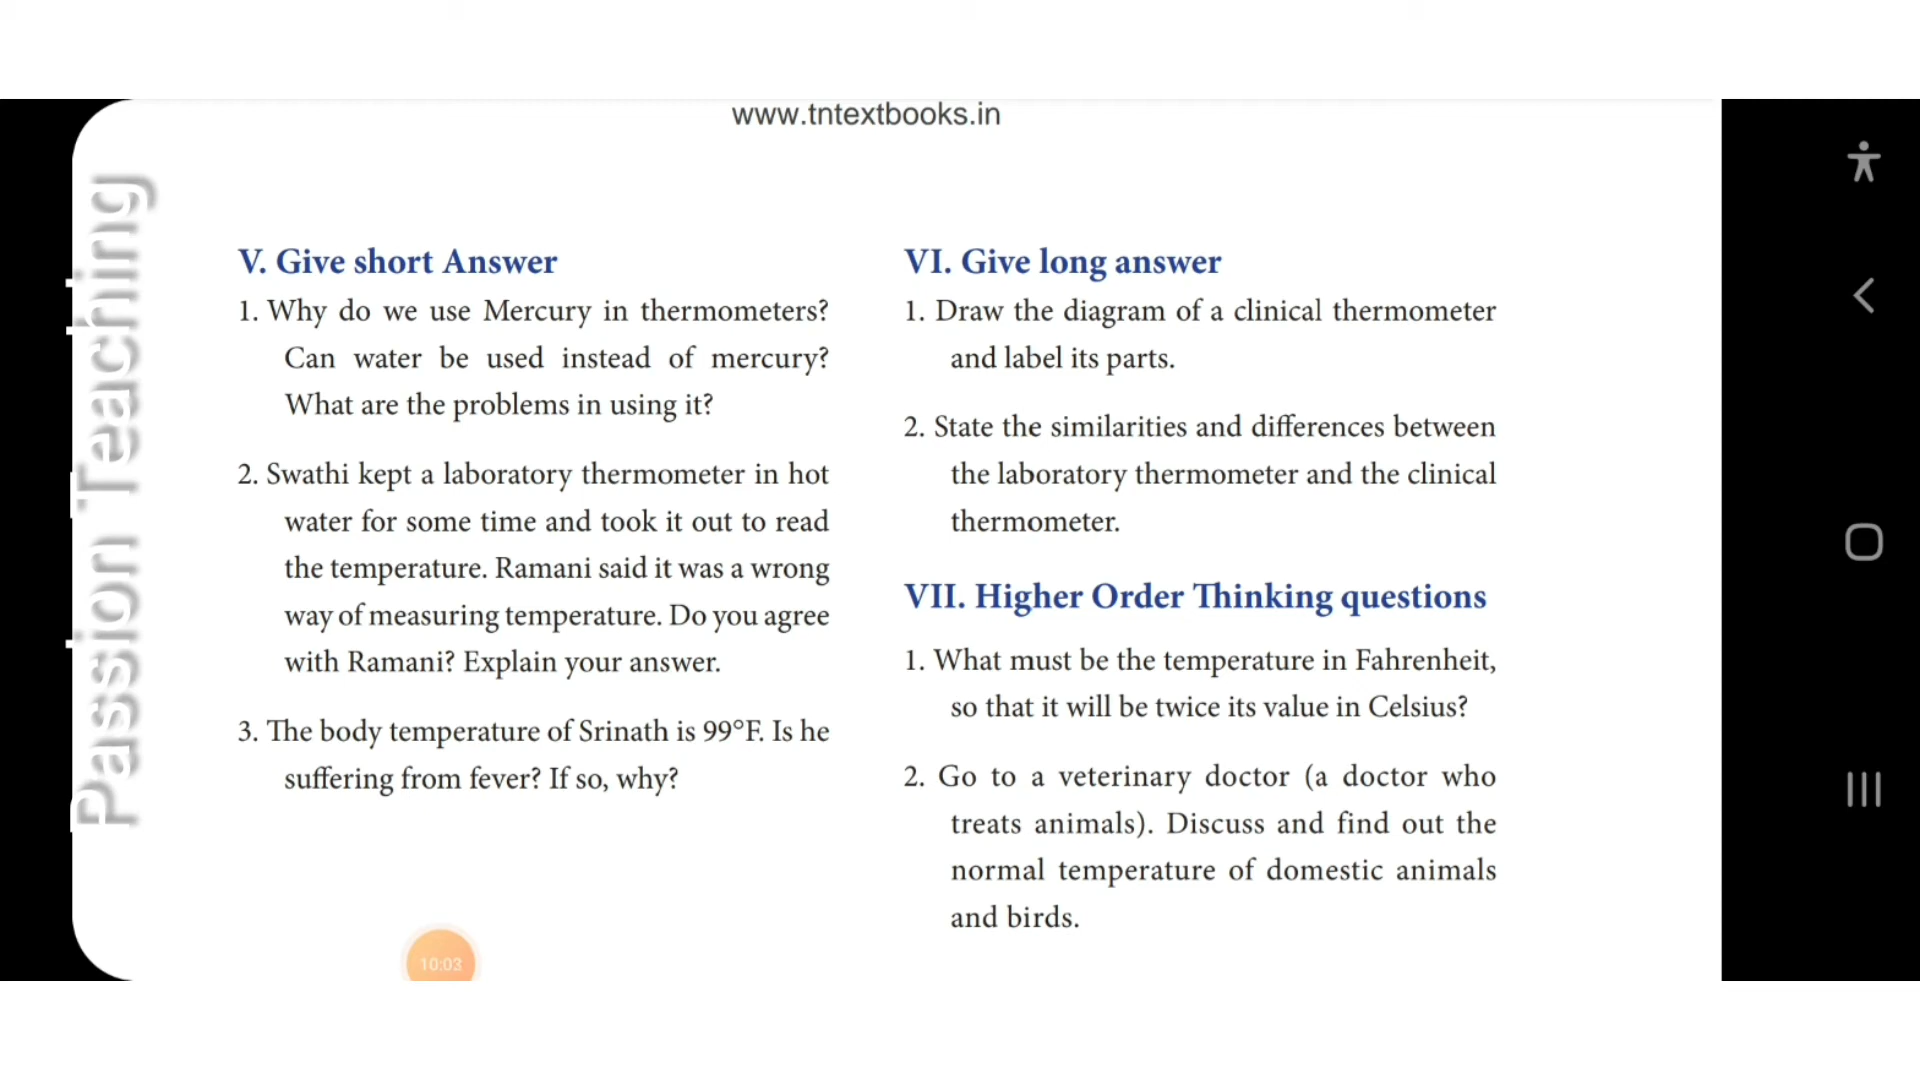 www.tntextbooks.in
Passion Teaching
V. Give short Answer
1. Why do we use Mercury in thermometers?
Can water be used instead of mercury?
What are the problems in using it?
2. Swathi kept a laboratory thermometer in hot
water for some time and took it out to read
the temperature. Ramani said it was a wrong
way of measuring temperature. Do you agree
with Ramani? Explain your answer.
3. The body temperature of Srinath is 99°F. Is he
suffering from fever? If so, why?
10:03
VI. Give long answer
1. Draw the diagram of a clinical thermometer
and label its parts.
2. State the similarities and differences between
the laboratory thermometer and the clinical
thermometer.
VII. Higher Order Thinking questions
1. What must be the temperature in Fahrenheit,
so that it will be twice its value in Celsius?
2. Go to a veterinary doctor (a doctor who
treats animals). Discuss and find out the
normal temperature of domestic animals
and birds.